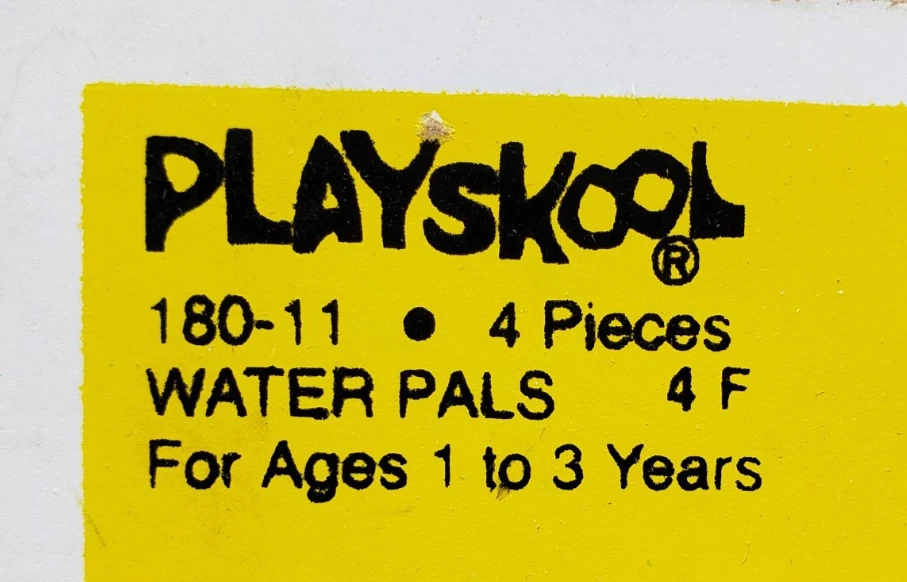 PLAYSKOOL®
180-11 • 4 Pieces
WATER PALS 4 F
For Ages 1 to 3 Years